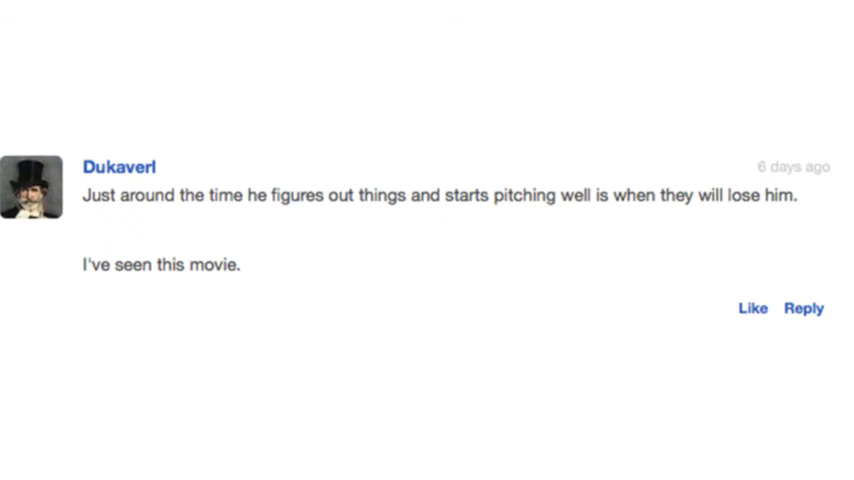 Dukaverl
6 days ago
Just around the time he figures out things and starts pitching well is when they will lose him.
I've seen this movie.
Like Reply